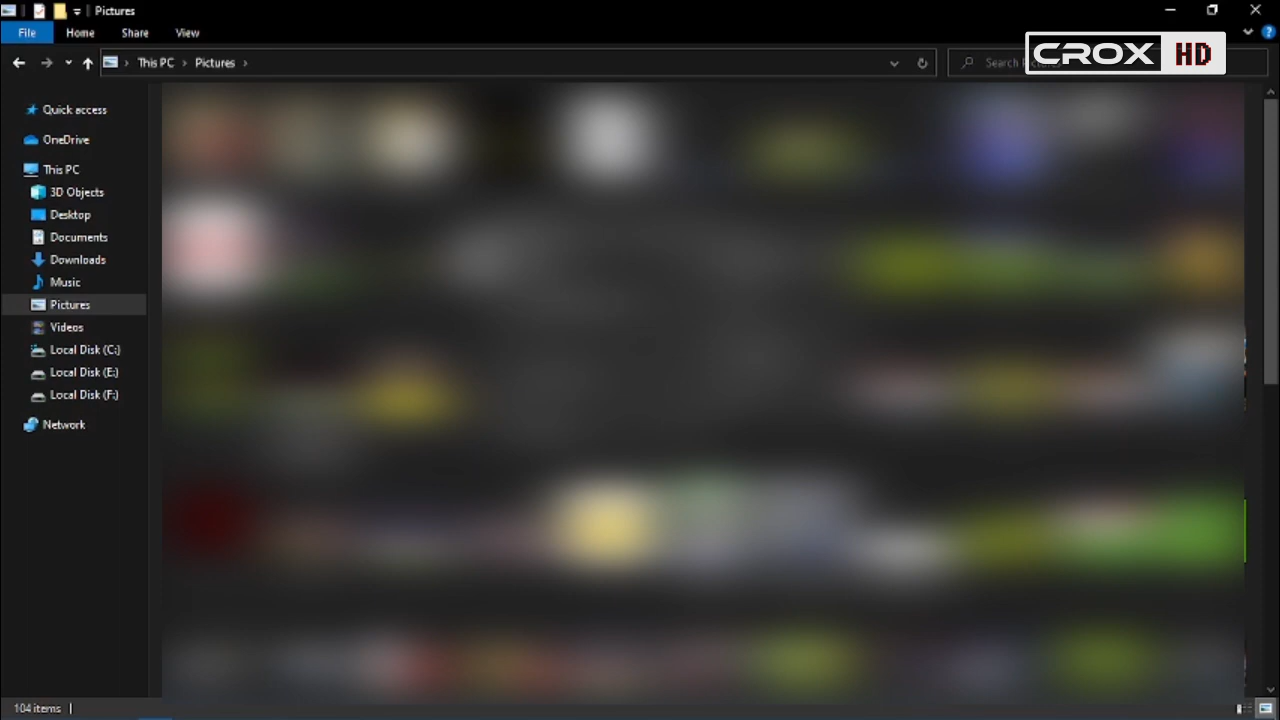 Pictures
File Home Share View
CROX HD
This PC Pictures
Search
Quick access
OneDrive
This PC
3D Objects
Desktop
Documents
Downloads
Music
Pictures
Videos
Local Disk (C:)
Local Disk (E:)
Local Disk (F:)
Network
104 items